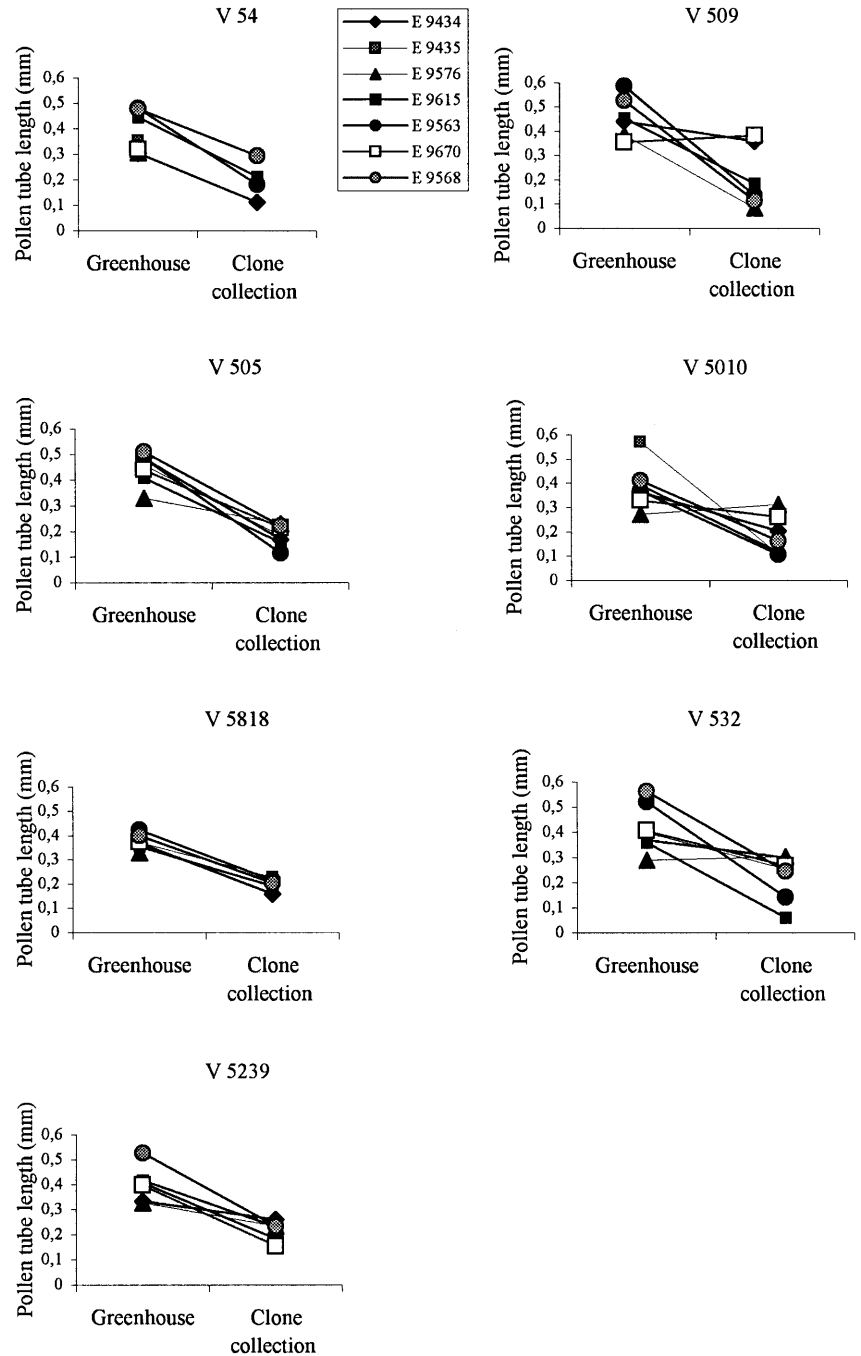 V 54
E 9434
E 9435
E 9576
E 9615
E 9563
E 9670
E 9568
Pollen tube length (mm)
0,6
0,5
0,4
0,3
0,2
0,1
0
Greenhouse
Clone
collection
V 509
Pollen tube length (mm)
0,6
0,5
0,4
0,3
0,2
0,1
0
Greenhouse
Clone
collection
V 505
Pollen tube length (mm)
0,6
0,5
0,4
0,3
0,2
0,1
0
Greenhouse
Clone
collection
V 5010
Pollen tube length (mm)
0,6
0,5
0,4
0,3
0,2
0,1
0
Greenhouse
Clone
collection
V 5818
Pollen tube length (mm)
0,6
0,5
0,4
0,3
0,2
0,1
0
Greenhouse
Clone
collection
V 532
Pollen tube length (mm)
0,6
0,5
0,4
0,3
0,2
0,1
0
Greenhouse
Clone
collection
V 5239
Pollen tube length (mm)
0,6
0,5
0,4
0,3
0,2
0,1
0
Greenhouse
Clone
collection